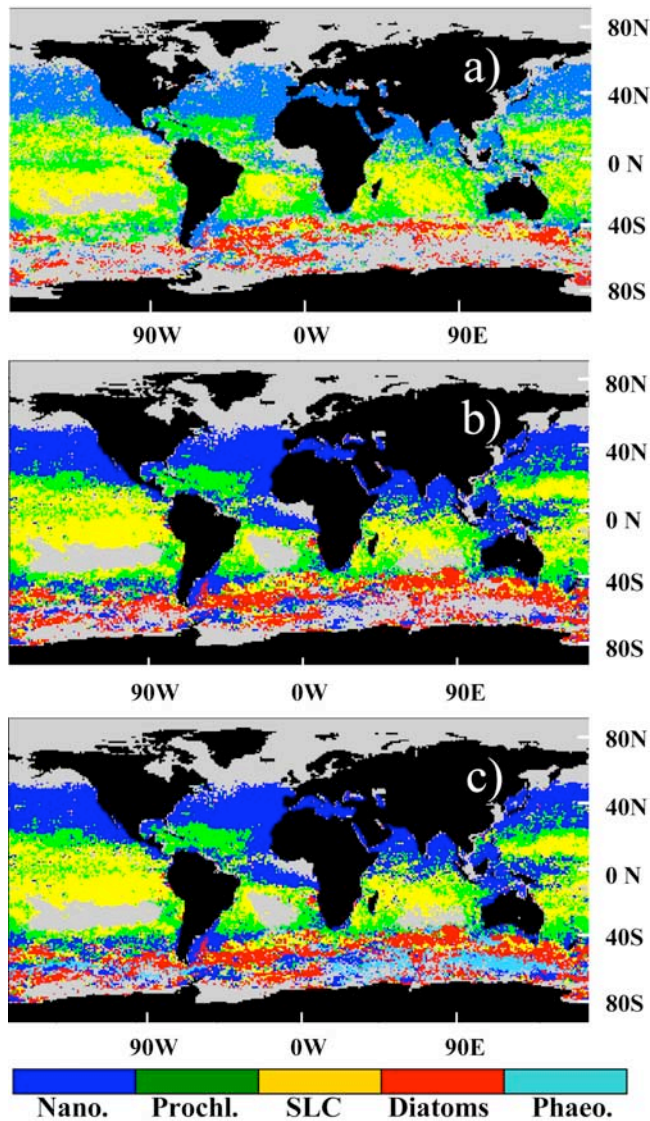 a)
80N
40N
0 N
40S
80S
90W 0W 90E
b)
80N
40N
0 N
40S
80S
90W 0W 90E
c)
80N
40N
0 N
40S
80S
90W 0W 90E
Nano. Prochl. SLC Diatoms Phaeo.